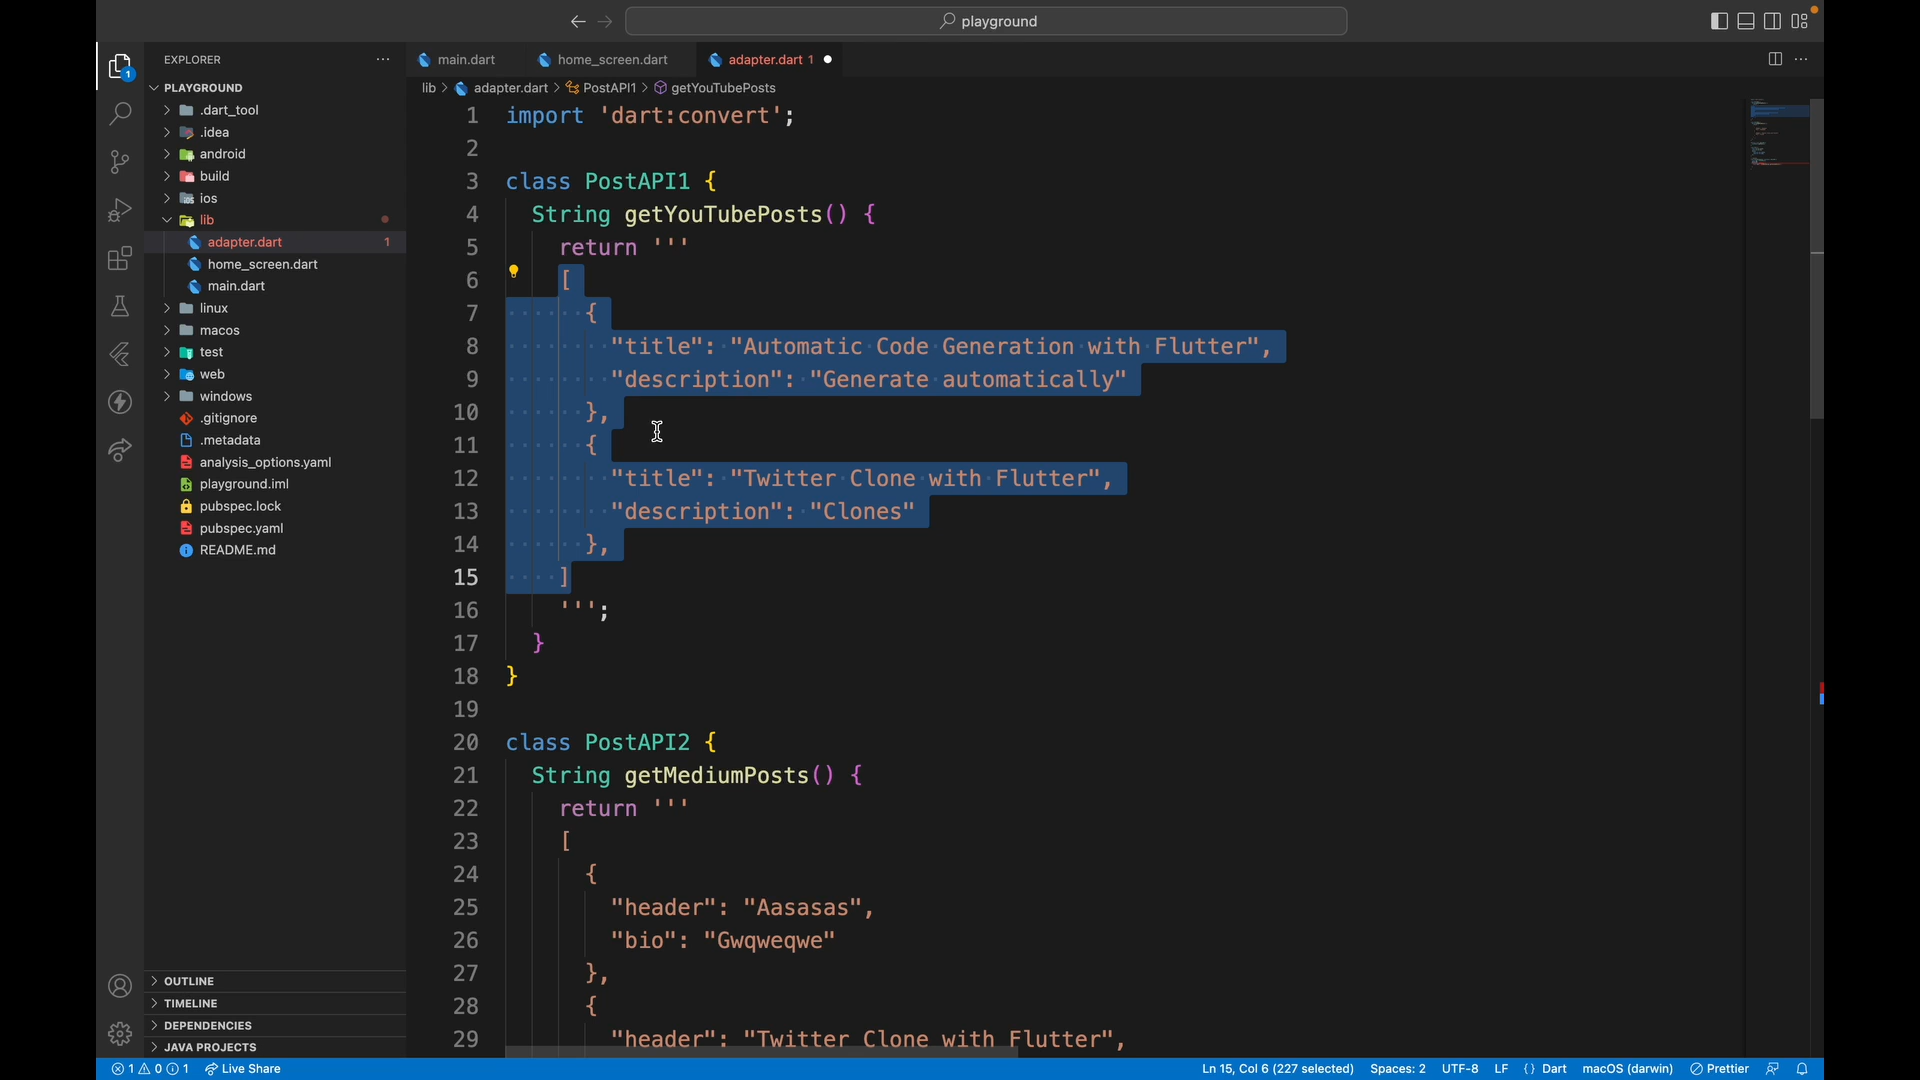 playground
EXPLORER
PLAYGROUND
.dart_tool
.idea
android
build
ios
lib
adapter.dart 1
home_screen.dart
main.dart
linux
macos
test
web
windows
.gitignore
.metadata
analysis_options.yaml
playground.iml
pubspec.lock
pubspec.yaml
README.md
OUTLINE
TIMELINE
DEPENDENCIES
JAVA PROJECTS
1
main.dart home_screen.dart adapter.dart 1
lib > adapter.dart > PostAPI1 > getYouTubePosts
1 import 'dart:convert';
2
3 class PostAPI1 {
4 String getYouTubePosts() {
5 return '''
6 [
7 {
8 "title": "Automatic Code Generation with Flutter",
9 "description": "Generate automatically"
10 },
11 {
12 "title": "Twitter Clone with Flutter",
13 "description": "Clones"
14 },
15 ]
16 ''';
17 }
18 }
19
20 class PostAPI2 {
21 String getMediumPosts() {
22 return '''
23 [
24 {
25 "header": "Aasasas",
26 "bio": "Gwqweqwe"
27 },
28 {
29 "header": "Twitter Clone with Flutter",
1 0 1 Live Share Ln 15, Col 6 (227 selected) Spaces: 2 UTF-8 LF {} Dart macOS (darwin) Prettier